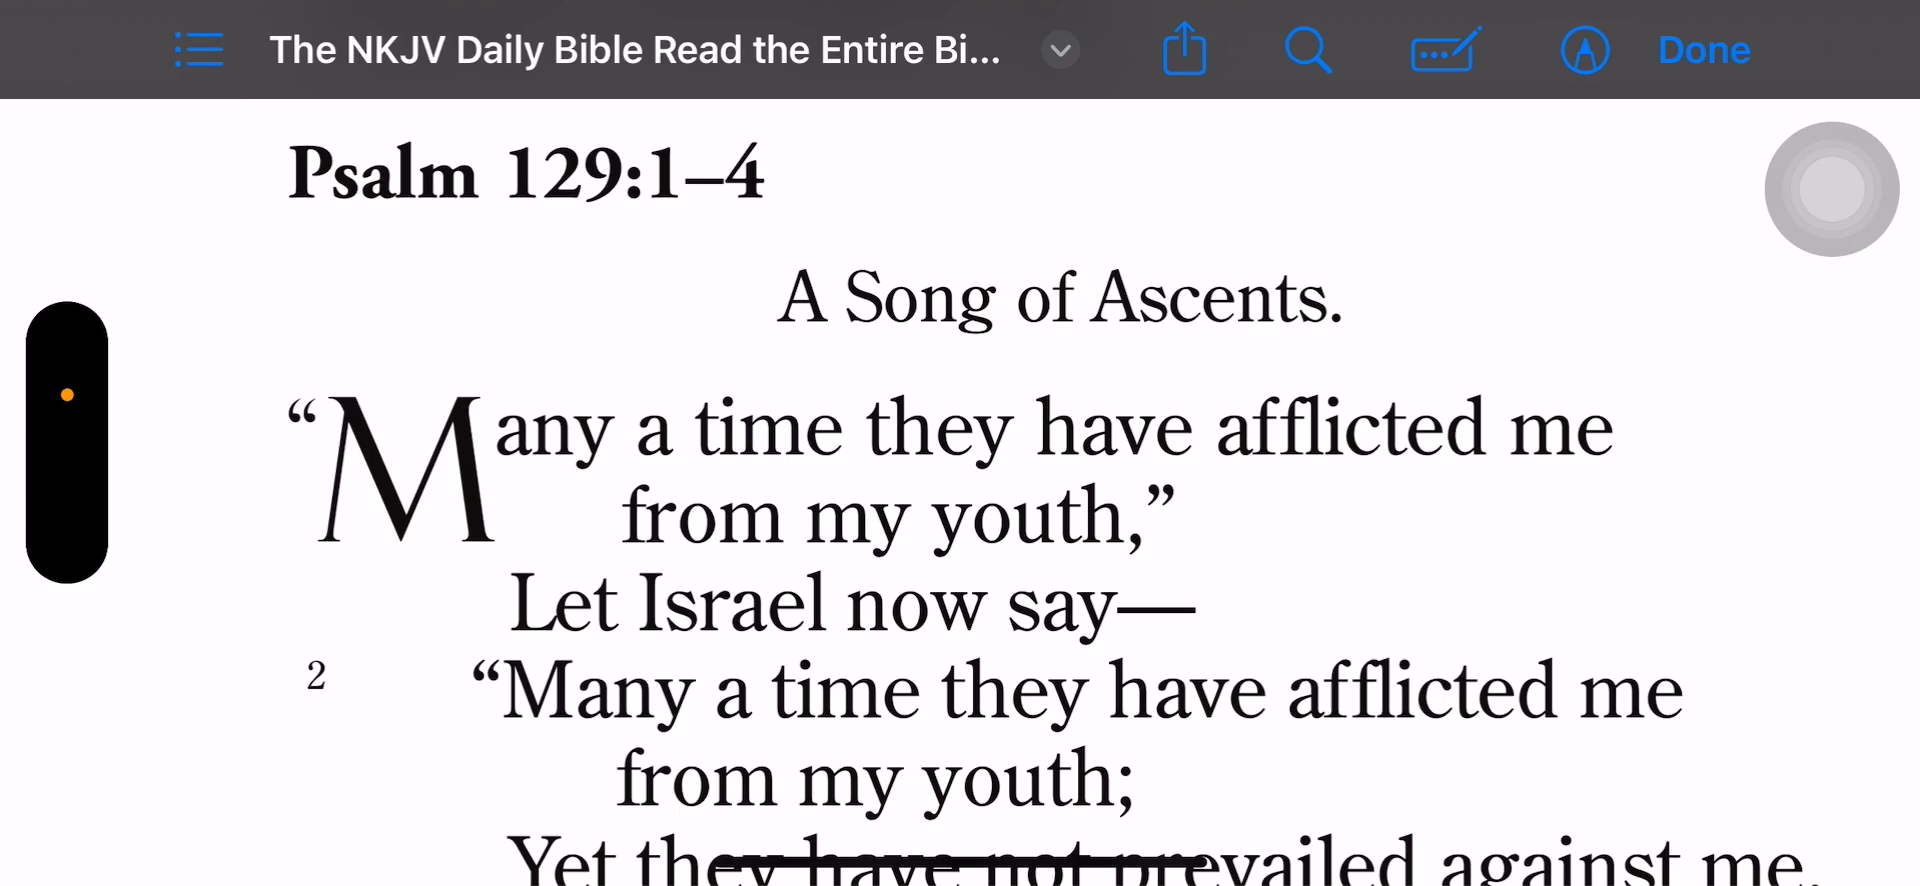 The NKJV Daily Bible Read the Entire Bi...
Done
Psalm 129:1–4
A Song of Ascents.
“Many a time they have afflicted me
from my youth,”
Let Israel now say—
2 “Many a time they have afflicted me
from my youth;
Yet they have not prevailed against me.